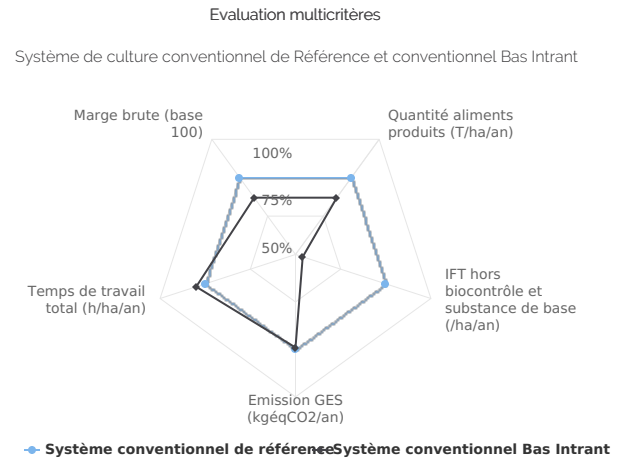 Evaluation multicritères
Système de culture conventionnel de Référence et conventionnel Bas Intrant
Marge brute (base
100)
Quantité aliments
produits (T/ha/an)
100%
75%
50%
IFT hors
biocontrôle et
substance de base
(/ha/an)
Temps de travail
total (h/ha/an)
Emission GES
(kgéqCO2/an)
Système conventionnel de référence
Système conventionnel Bas Intrant